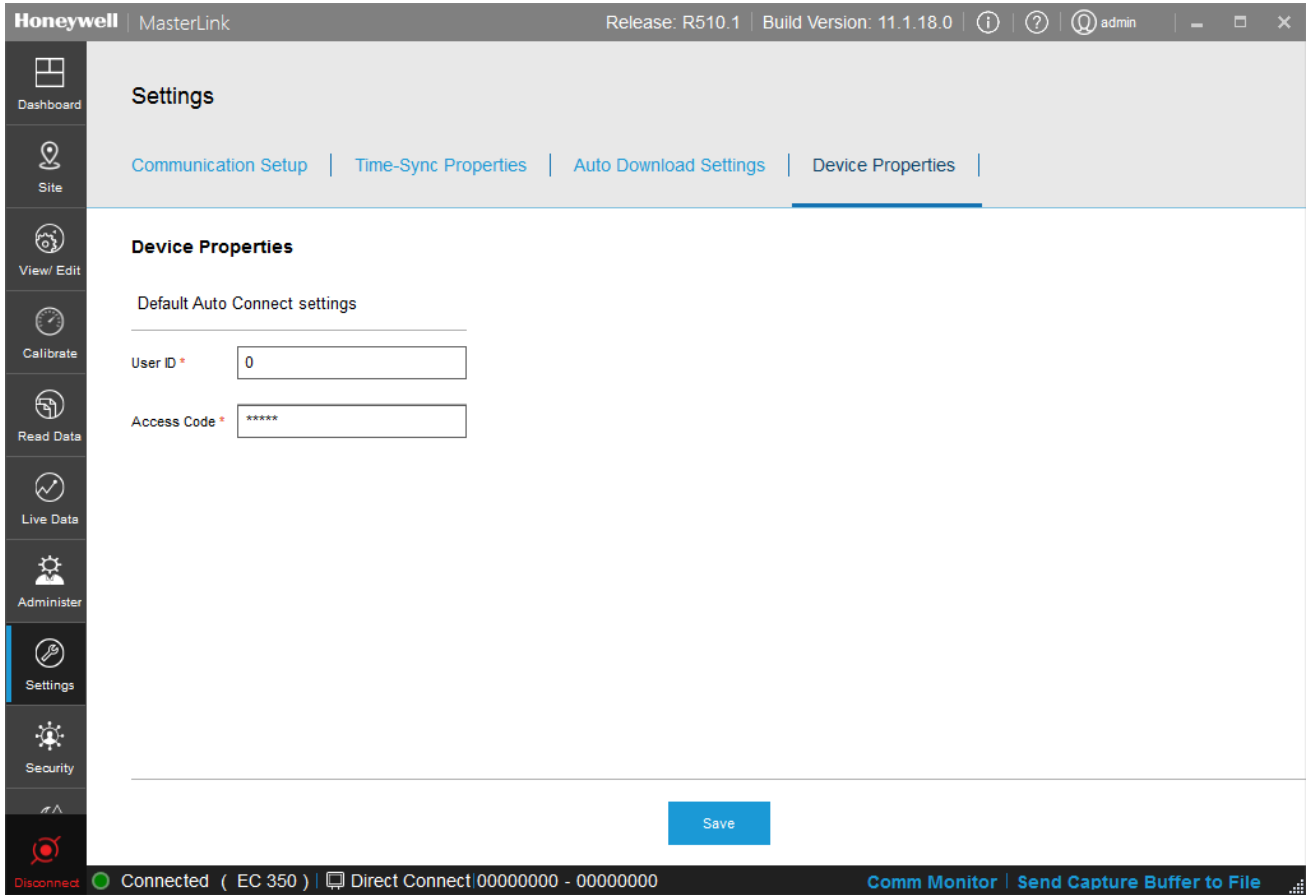 Honeywell | MasterLink Release: R510.1 | Build Version: 11.1.18.0 | admin
Dashboard
Site
View/ Edit
Calibrate
Read Data
Live Data
Administer
Settings
Security
Disconnect
Settings
Communication Setup | Time-Sync Properties | Auto Download Settings | Device Properties |
Device Properties
Default Auto Connect settings
User ID * 0
Access Code * *****
Save
Connected ( EC 350 ) | Direct Connect|00000000 - 00000000 Comm Monitor | Send Capture Buffer to File